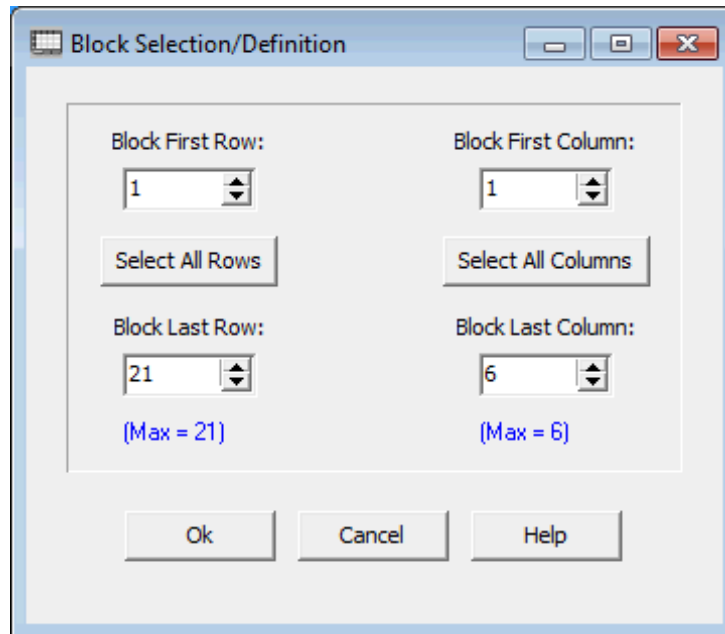 Block Selection/Definition
Block First Row: Block First Column:
1 1
Select All Rows Select All Columns
Block Last Row: Block Last Column:
21 6
(Max = 21) (Max = 6)
Ok Cancel Help